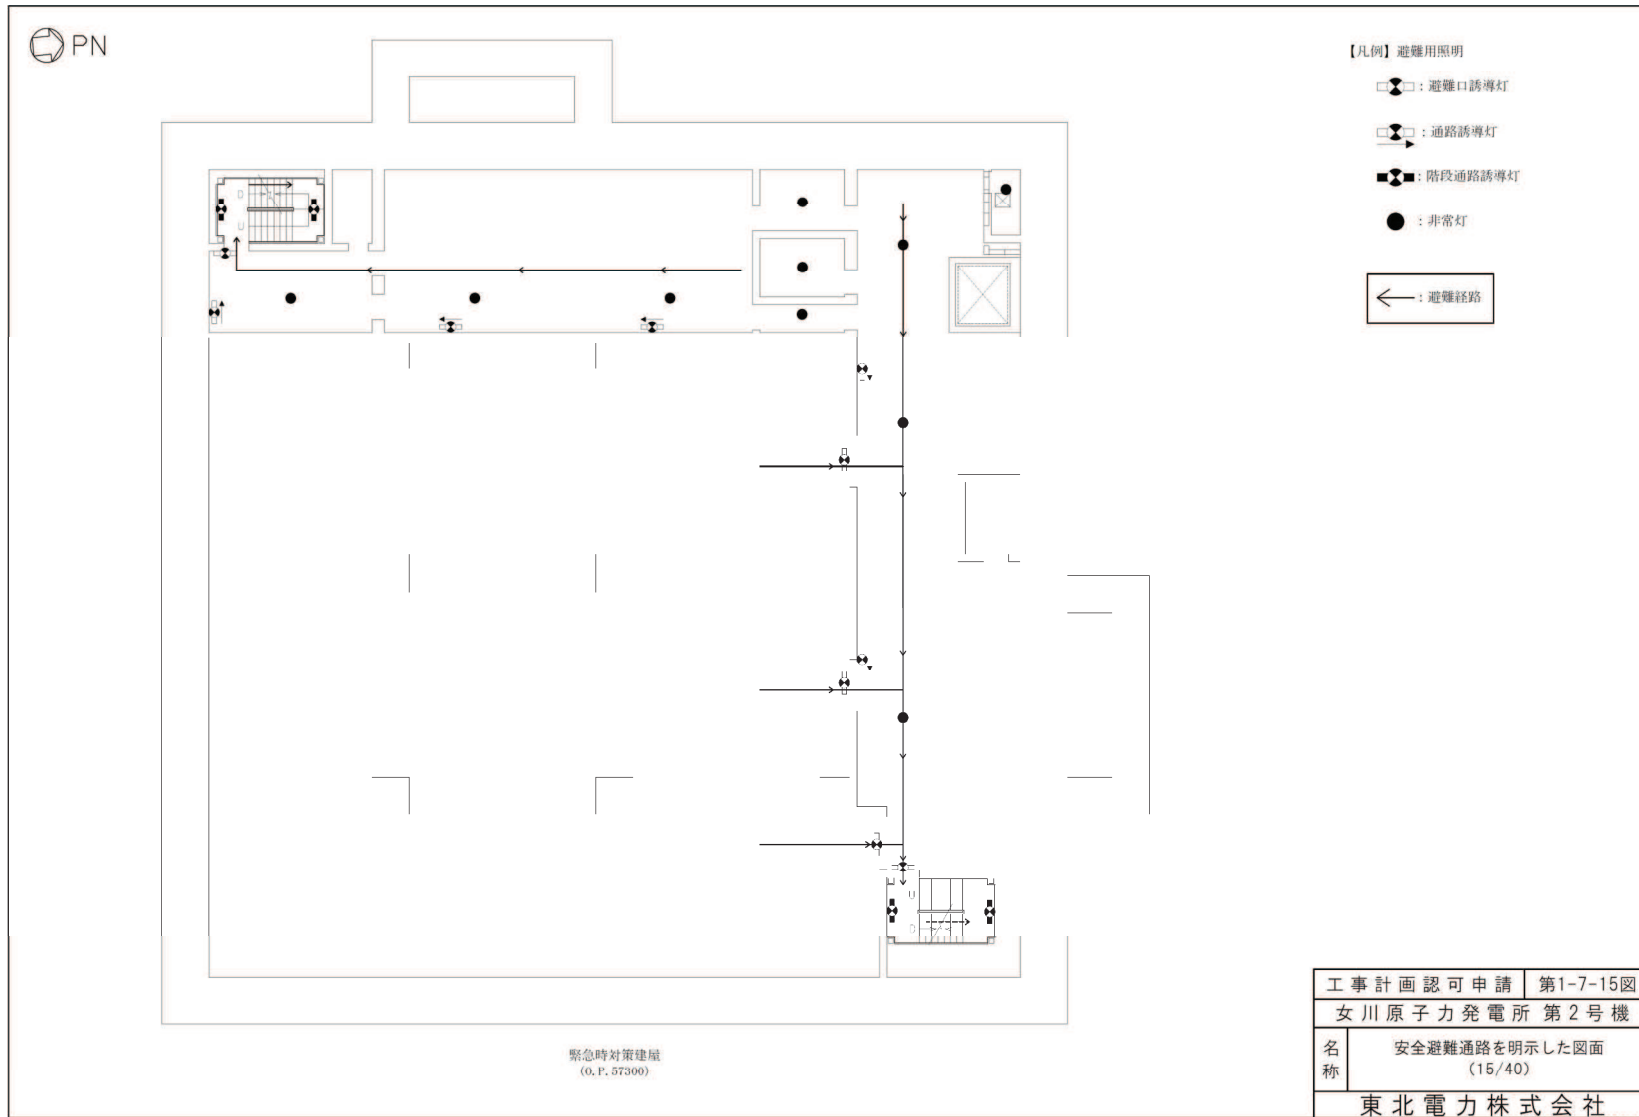 PN
【凡例】避難用照明
：避難口誘導灯
：通路誘導灯
：階段通路誘導灯
：非常灯
：避難経路
D
U
U
D
緊急時対策建屋
(O.P.57300)
工事計画認可申請 第1-7-15図
女川原子力発電所 第2号機
名称 安全避難通路を明示した図面
(15/40)
東北電力株式会社